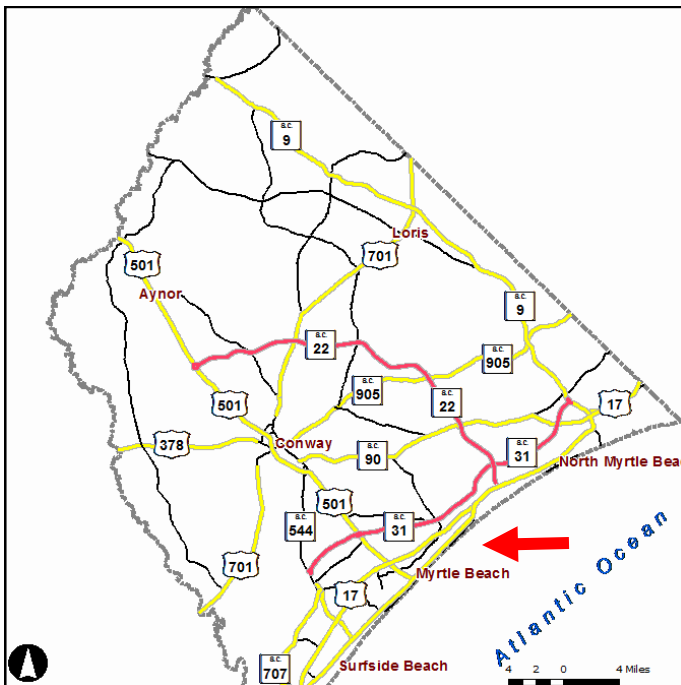 B.C.
9
Loris
501
701
Aynor
B.C.
9
B.C.
22
B.C.
905
B.C.
905
B.C.
22
17
501
378
Conway
B.C.
90
B.C.
31
North Myrtle Beac
501
B.C.
544
B.C.
31
701
Myrtle Beach
17
Atlantic Ocean
Surfside Beach
B.C.
707
4 2 0 4 Miles